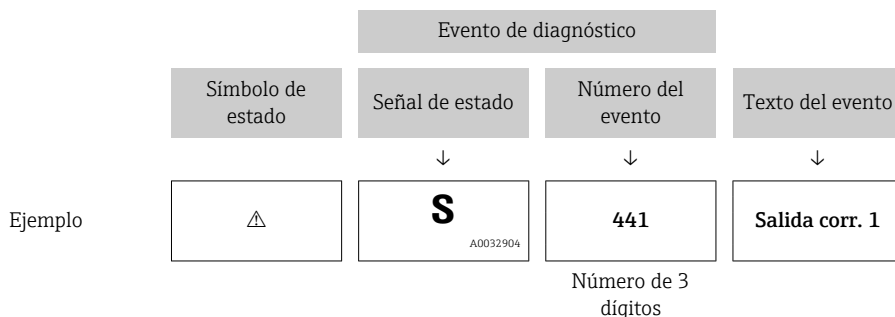 Evento de diagnóstico
Símbolo de
estado
Señal de estado
Número del
evento
Texto del evento
↓ ↓ ↓
Ejemplo
⚠
S
A0032904
441
Salida corr. 1
Número de 3
dígitos